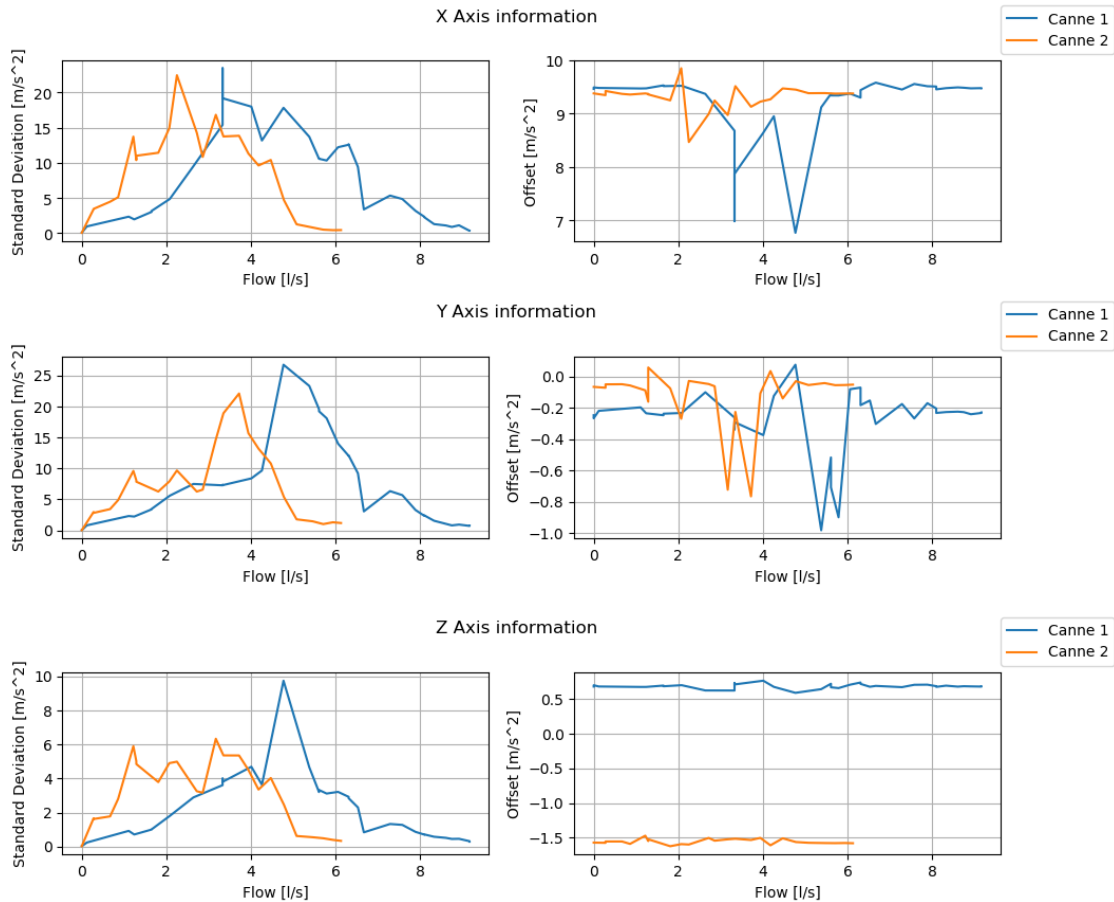 X Axis information
Canne 1
Canne 2
Standard Deviation [m/s^2]
20
15
10
5
0
0 2 4 6 8
Flow [l/s]
Offset [m/s^2]
10
9
8
7
0 2 4 6 8
Flow [l/s]
Y Axis information
Canne 1
Canne 2
Standard Deviation [m/s^2]
25
20
15
10
5
0
0 2 4 6 8
Flow [l/s]
Offset [m/s^2]
0.0
−0.2
−0.4
−0.6
−0.8
−1.0
0 2 4 6 8
Flow [l/s]
Z Axis information
Canne 1
Canne 2
Standard Deviation [m/s^2]
10
8
6
4
2
0
0 2 4 6 8
Flow [l/s]
Offset [m/s^2]
0.5
0.0
−0.5
−1.0
−1.5
0 2 4 6 8
Flow [l/s]